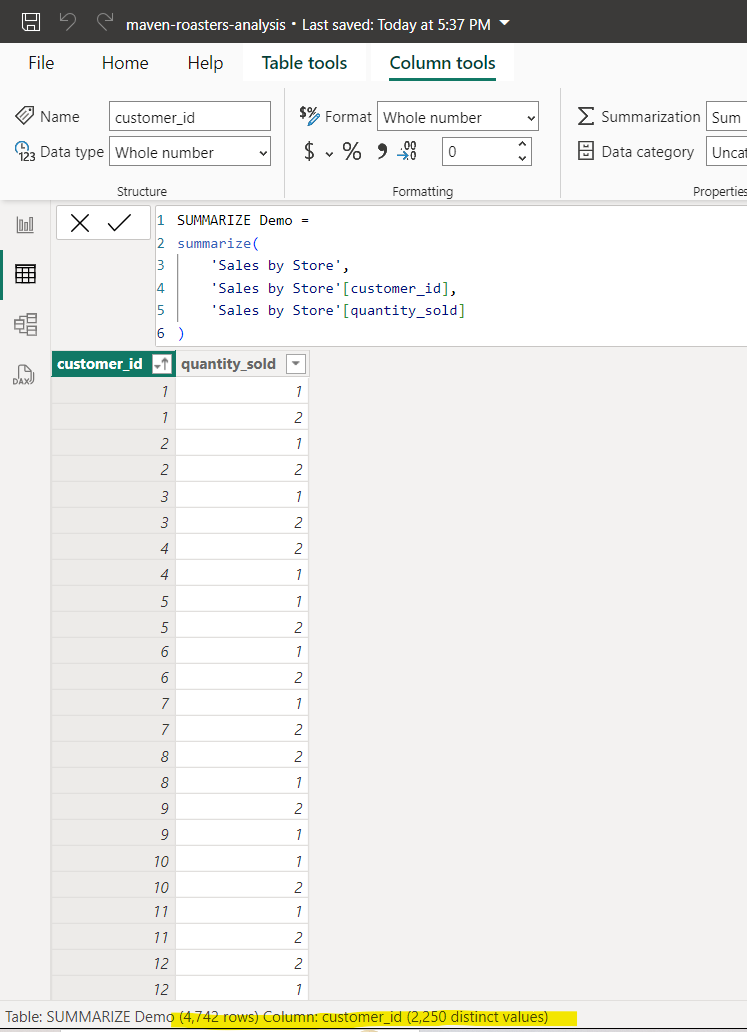 maven-roasters-analysis • Last saved: Today at 5:37 PM
File Home Help Table tools Column tools
Name customer_id $% Format Whole number Summarization Sum
123 Data type Whole number $ % 0 Data category Uncat
Structure Formatting Properties
1 SUMMARIZE Demo =
2 summarize(
3 'Sales by Store',
4 'Sales by Store'[customer_id],
5 'Sales by Store'[quantity_sold]
6 )
DAX
customer_id quantity_sold
1 1
1 2
2 1
2 2
3 1
3 2
4 2
4 1
5 1
5 2
6 1
6 2
7 1
7 2
8 2
8 1
9 2
9 1
10 1
10 2
11 1
11 2
12 2
12 1
Table: SUMMARIZE Demo (4,742 rows) Column: customer_id (2,250 distinct values)